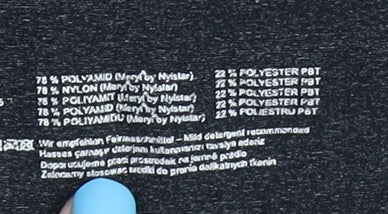 78 % POLYAMID (Meryl by Nylstar) 22 % POLYESTER PBT
78 % NYLON (Meryl by Nylstar) 22 % POLYESTER PBT
78 % POLIYAMIT (Meryl by Nylstar) 22 % POLYESTER PBT
78 % POLYAMID (Meryl by Nylstar) 22 % POLYESTER PBT
78 % POLIYAMIDU (Meryl by Nylstar) 22 % POLIESTRU PBT
Wir empfehlen Feinwaschmittel - Mild detergent recommended
Hassas çamaşır deterjanı kullanmanızı tavsiye ederiz
Doporučujeme prací prostředek na jemné prádlo
Zalecamy stosować środki do prania delikatnych tkanin